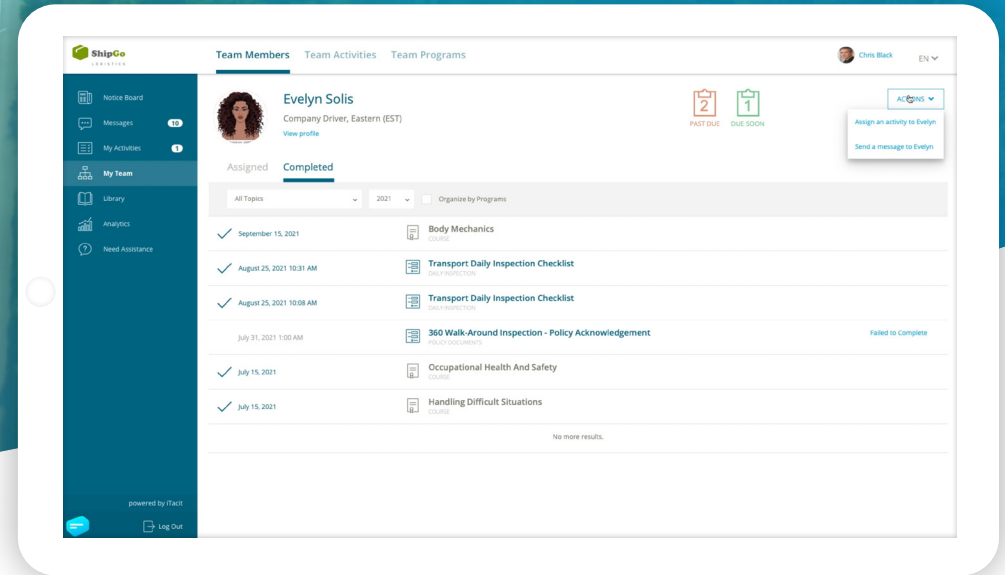 ShipGo
LOGISTICS
Team Members
Team Activities
Team Programs
Chris Black
EN
Notice Board
Messages
10
My Activities
1
My Team
Library
Analytics
Need Assistance
powered by iTacit
Log Out
Evelyn Solis
Company Driver, Eastern (EST)
View profile
2
PAST DUE
1
DUE SOON
ACTIONS
Assign an activity to Evelyn
Send a message to Evelyn
Assigned
Completed
All Topics
2021
Organize by Programs
September 15, 2021
Body Mechanics
COURSE
August 25, 2021 10:31 AM
Transport Daily Inspection Checklist
DAILY INSPECTION
August 25, 2021 10:08 AM
Transport Daily Inspection Checklist
DAILY INSPECTION
July 31, 2021 1:00 AM
360 Walk-Around Inspection - Policy Acknowledgement
POLICY DOCUMENTS
Failed to Complete
July 15, 2021
Occupational Health And Safety
COURSE
July 15, 2021
Handling Difficult Situations
COURSE
No more results.